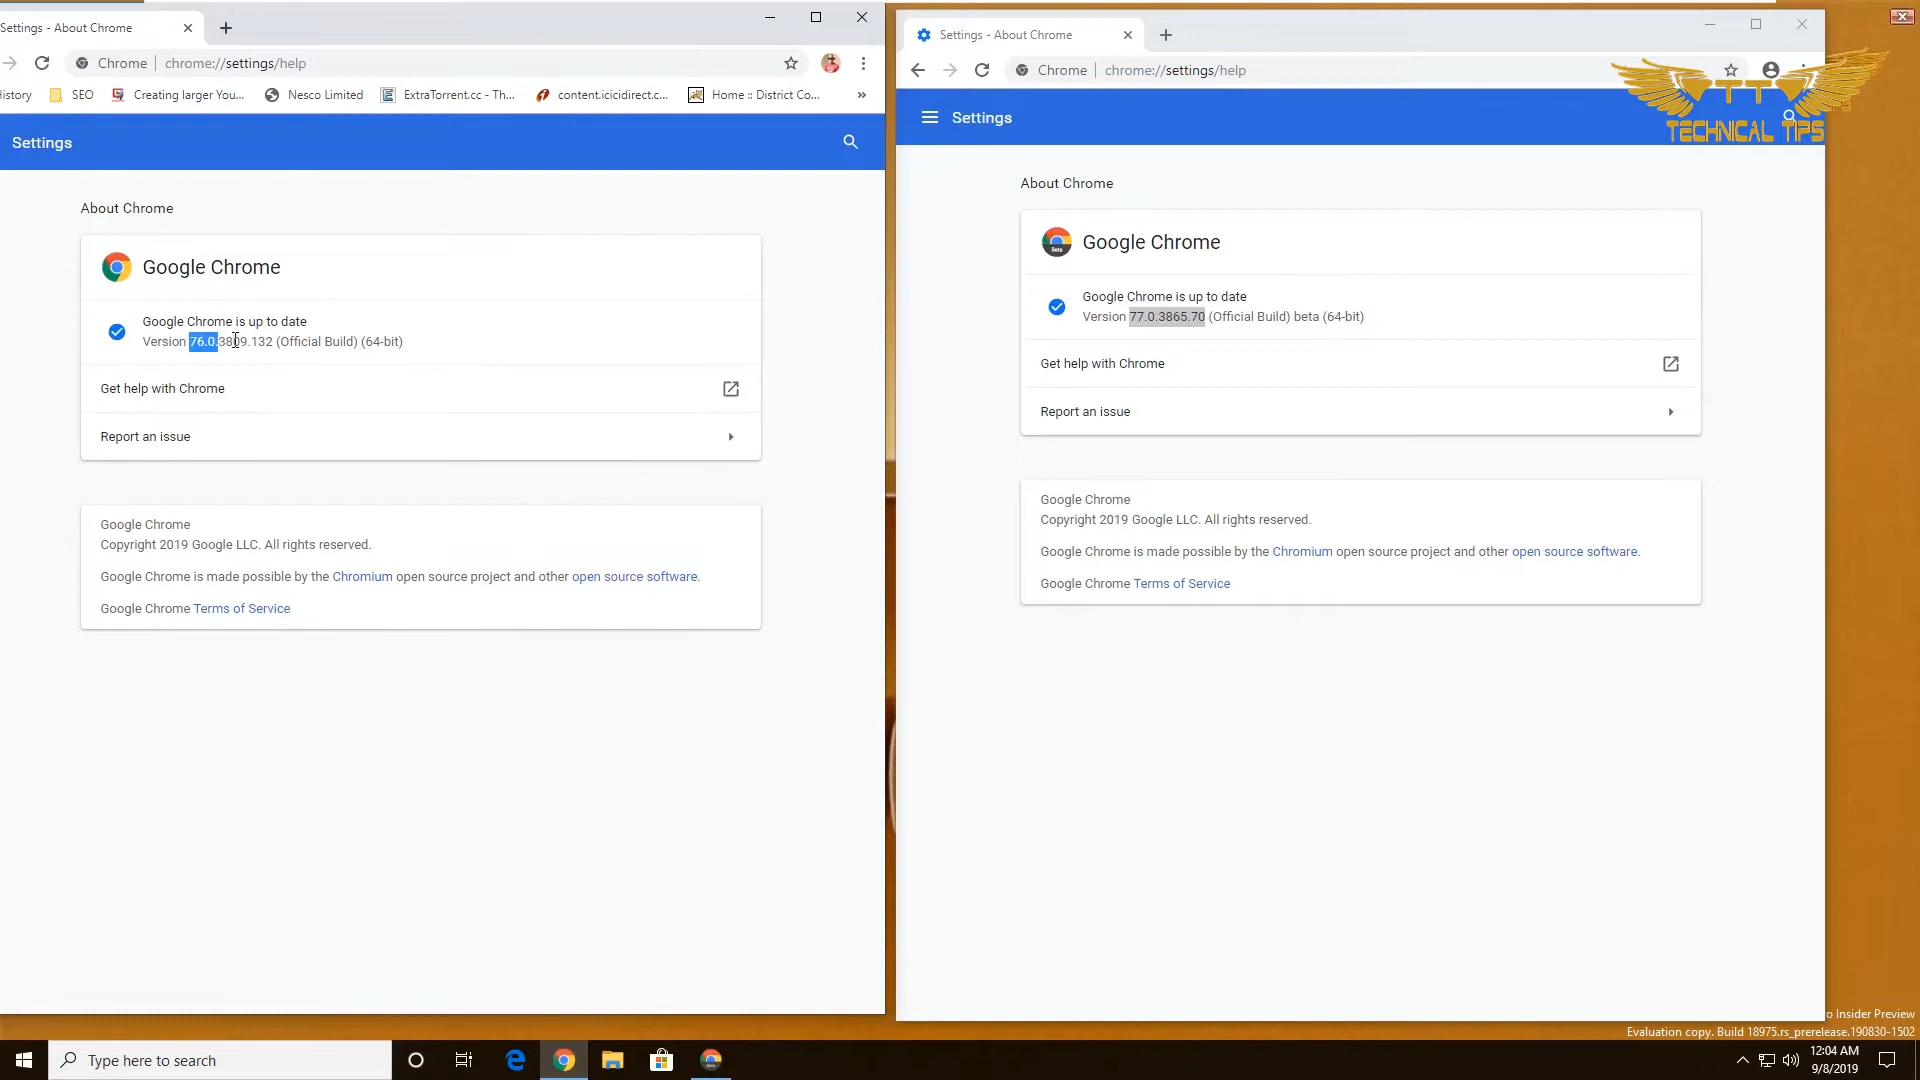 Settings - About Chrome
Chrome | chrome://settings/help
istory SEO Creating larger You... Nesco Limited ExtraTorrent.cc - Th... content.icicidirect.c... Home :: District Co... »
Settings
About Chrome
Google Chrome
Google Chrome is up to date
Version 76.0.3809.132 (Official Build) (64-bit)
Get help with Chrome
Report an issue
Google Chrome
Copyright 2019 Google LLC. All rights reserved.
Google Chrome is made possible by the Chromium open source project and other open source software.
Google Chrome Terms of Service
Settings - About Chrome
Chrome | chrome://settings/help
TT
TECHNICAL TIPS
Settings
About Chrome
Beta
Google Chrome
Google Chrome is up to date
Version 77.0.3865.70 (Official Build) beta (64-bit)
Get help with Chrome
Report an issue
Google Chrome
Copyright 2019 Google LLC. All rights reserved.
Google Chrome is made possible by the Chromium open source project and other open source software.
Google Chrome Terms of Service
o Insider Preview
Evaluation copy. Build 18975.rs_prerelease.190830-1502
Type here to search
12:04 AM
9/8/2019